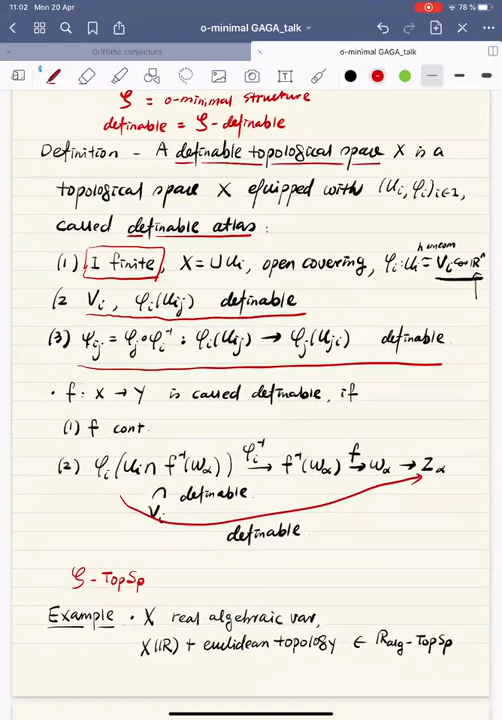 11:02 Mon 20 Apr
78 %
o-minimal GAGA_talk
Griffiths conjecture
o-minimal GAGA_talk
S = o-minimal structure
definable = S-definable
Definition - A definable topological space X is a
topological space X equipped with (Ui, φi)i∈I,
called definable atlas:
homeom
(1) I finite, X = ∪Ui, open covering, φi: Ui ≅ Vi ↪ ℝⁿ
(2 Vi, φi(Uij) definable
(3) φij = φj∘φi⁻¹ : φi(Uij) → φj(Uji) definable
• f: X → Y is called definable, if
(1) f cont.
(2) φi(Ui∩ f⁻¹(Wα)) →φi⁻¹ f⁻¹(Wα) →f Wα → Zα
∩ definable
Vi
definable
S-TopSp
Example • X real algebraic var,
X(ℝ) + euclidean topology ∈ ℝalg-TopSp